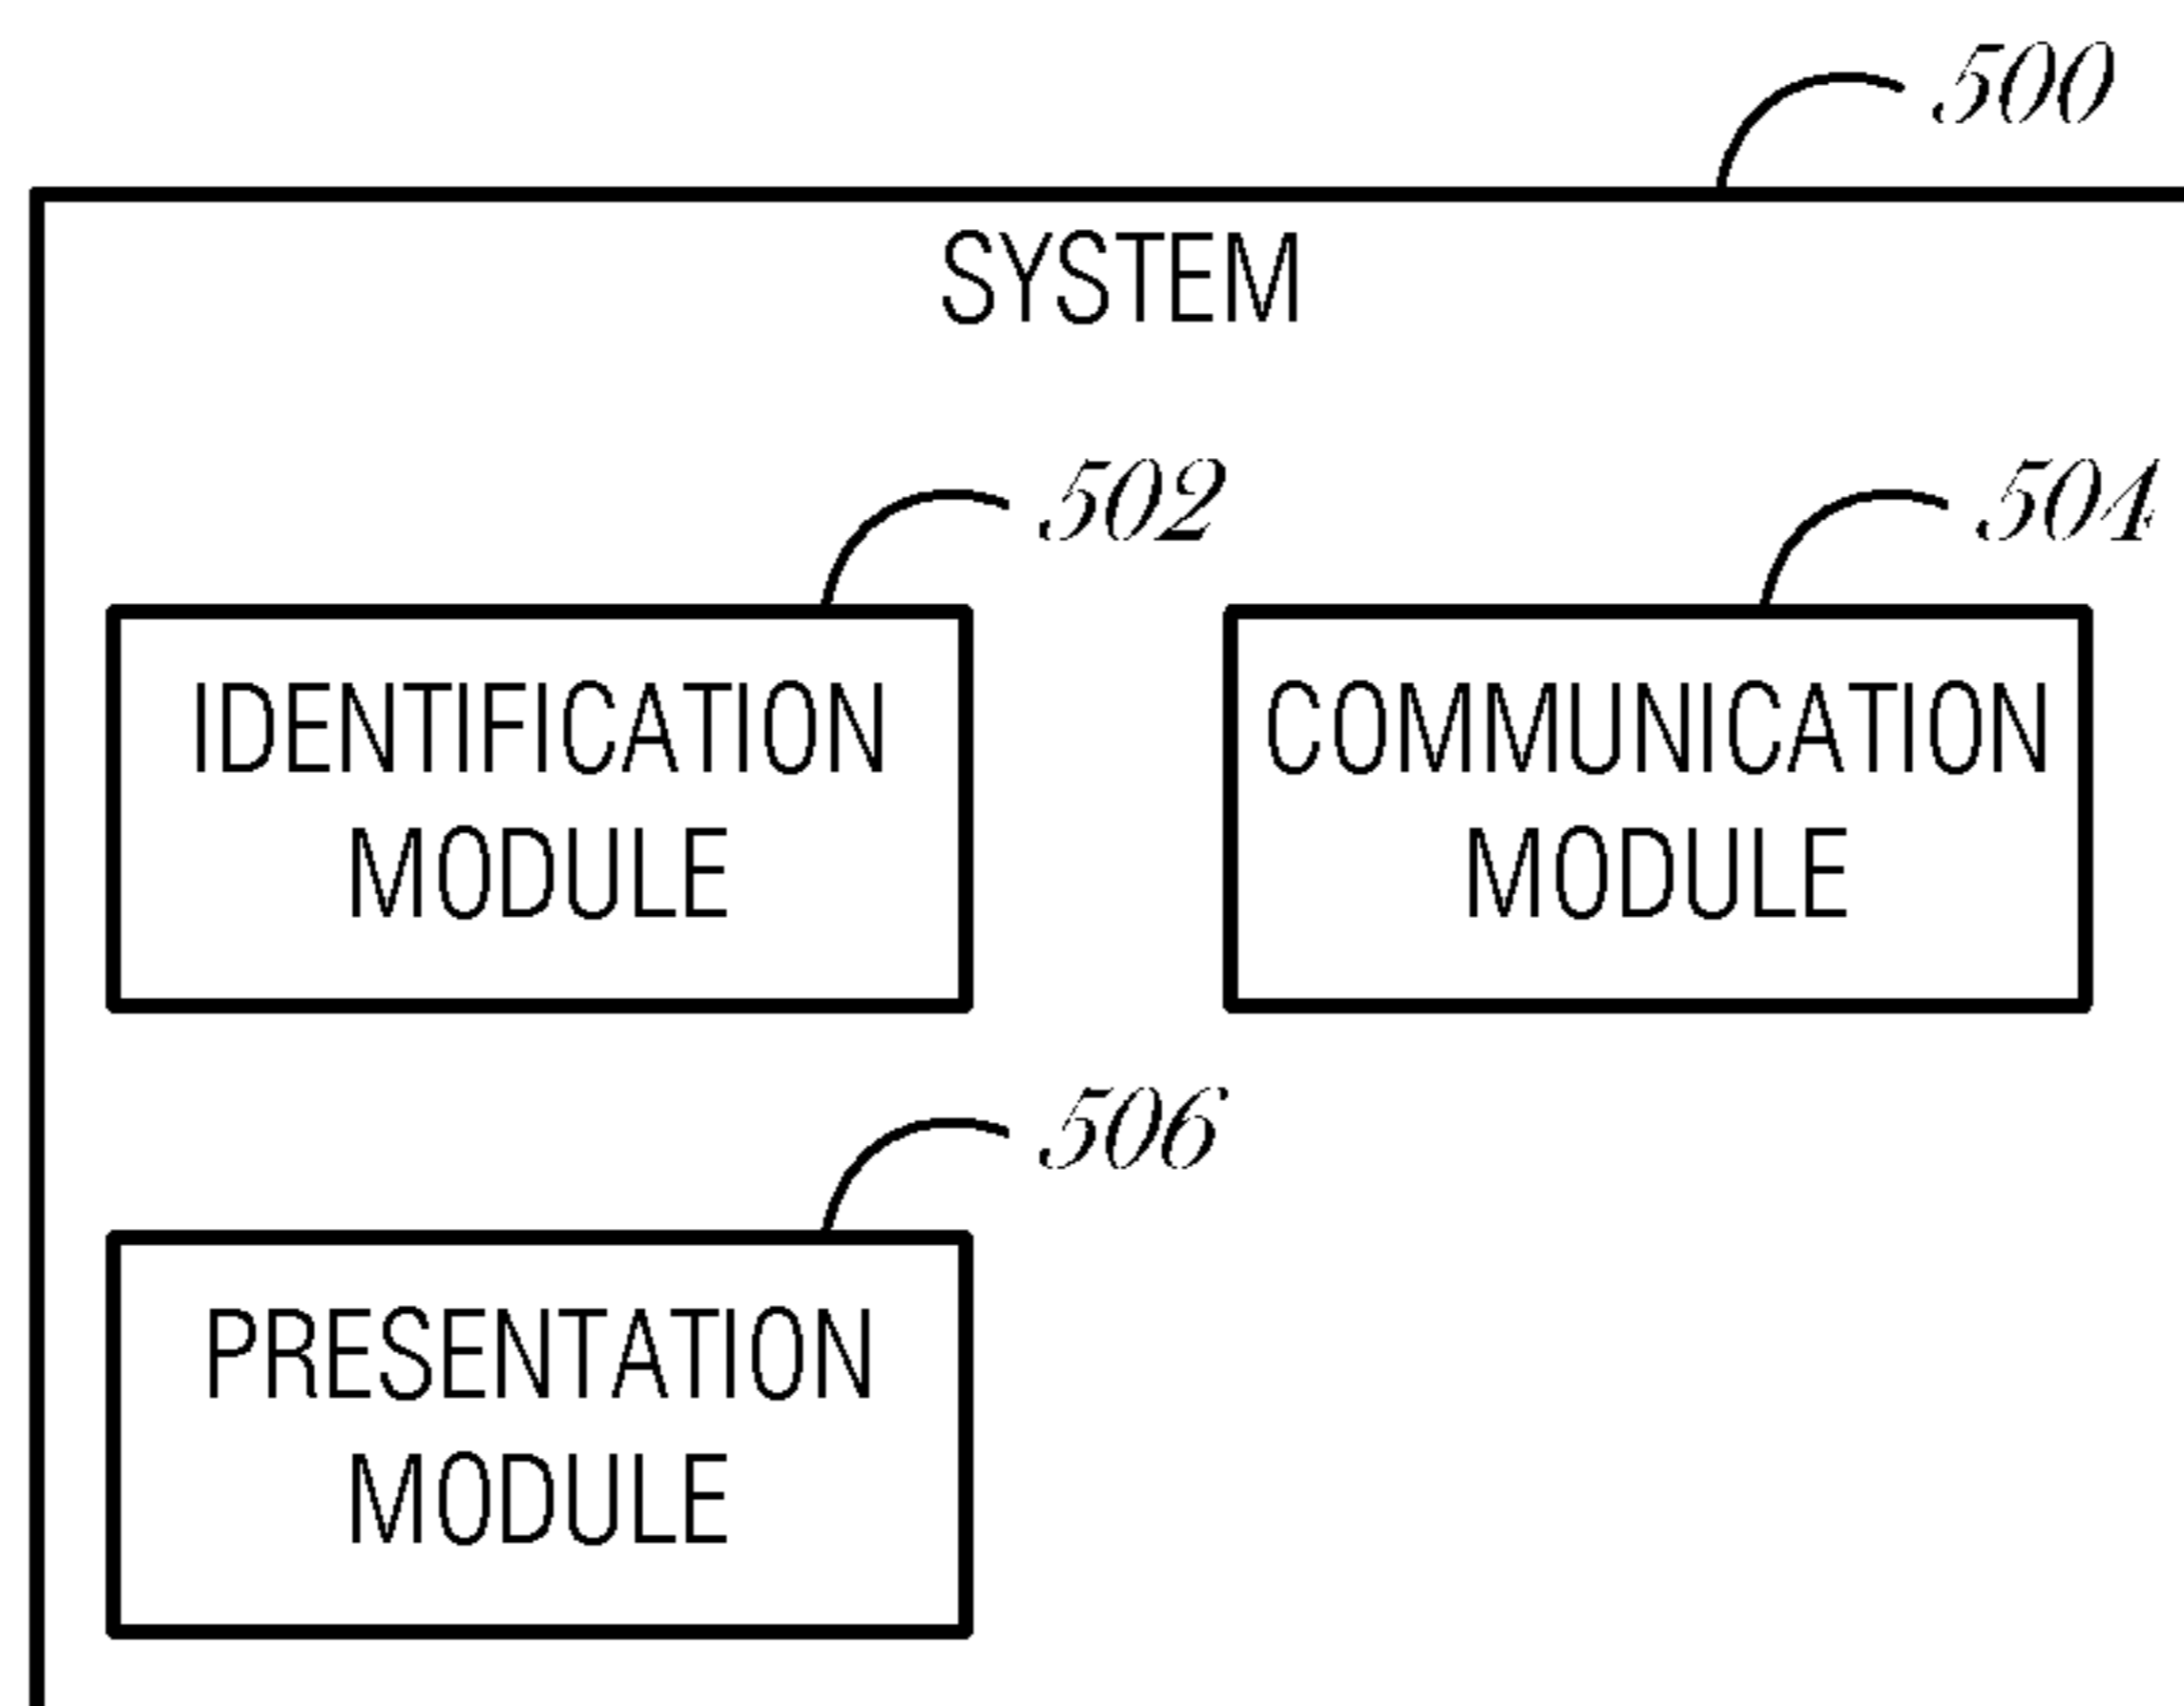 500
SYSTEM
502
504
IDENTIFICATION
MODULE
COMMUNICATION
MODULE
506
PRESENTATION
MODULE